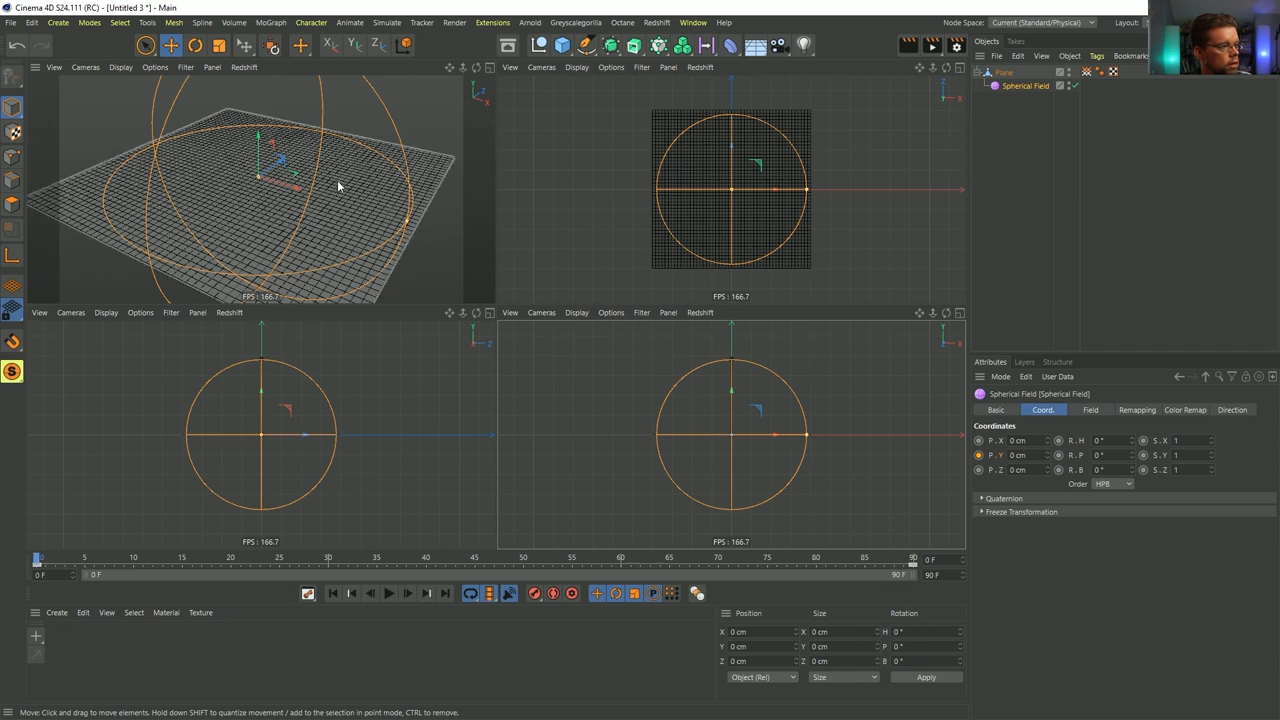 Cinema 4D S24.111 (RC) - [Untitled 3 *] - Main
File Create Modes Select Tools Mesh Spline Volume MoGraph Character Animate Simulate Tracker Render Extensions Arnold Greyscalegorilla Octane Redshift Window Help Node Space: Current (Standard/Physical) Layout:
Objects Takes
File Edit View Object Tags Bookmarks
View Cameras Display Options Filter Panel Redshift
View Cameras Display Options Filter Panel Redshift
Plane
Spherical Field
Y
Z
X
Z
X
FPS : 166.7
FPS : 166.7
View Cameras Display Options Filter Panel Redshift
View Cameras Display Options Filter Panel Redshift
Y
Z
Y
X
FPS : 166.7
FPS : 166.7
Attributes Layers Structure
Mode Edit User Data
Spherical Field [Spherical Field]
Basic Coord. Field Remapping Color Remap Direction
Coordinates
P . X 0 cm R . H 0 ° S . X 1
P . Y 0 cm R . P 0 ° S . Y 1
P . Z 0 cm R . B 0 ° S . Z 1
Order HPB
Quaternion
Freeze Transformation
0 5 10 15 20 25 30 35 40 45 50 55 60 65 70 75 80 85 90 0 F
0 F 0 F 90 F 90 F
Create Edit View Select Material Texture
Position Size Rotation
X 0 cm X 0 cm H 0 °
Y 0 cm Y 0 cm P 0 °
Z 0 cm Z 0 cm B 0 °
Object (Rel) Size Apply
Move: Click and drag to move elements. Hold down SHIFT to quantize movement / add to the selection in point mode, CTRL to remove.